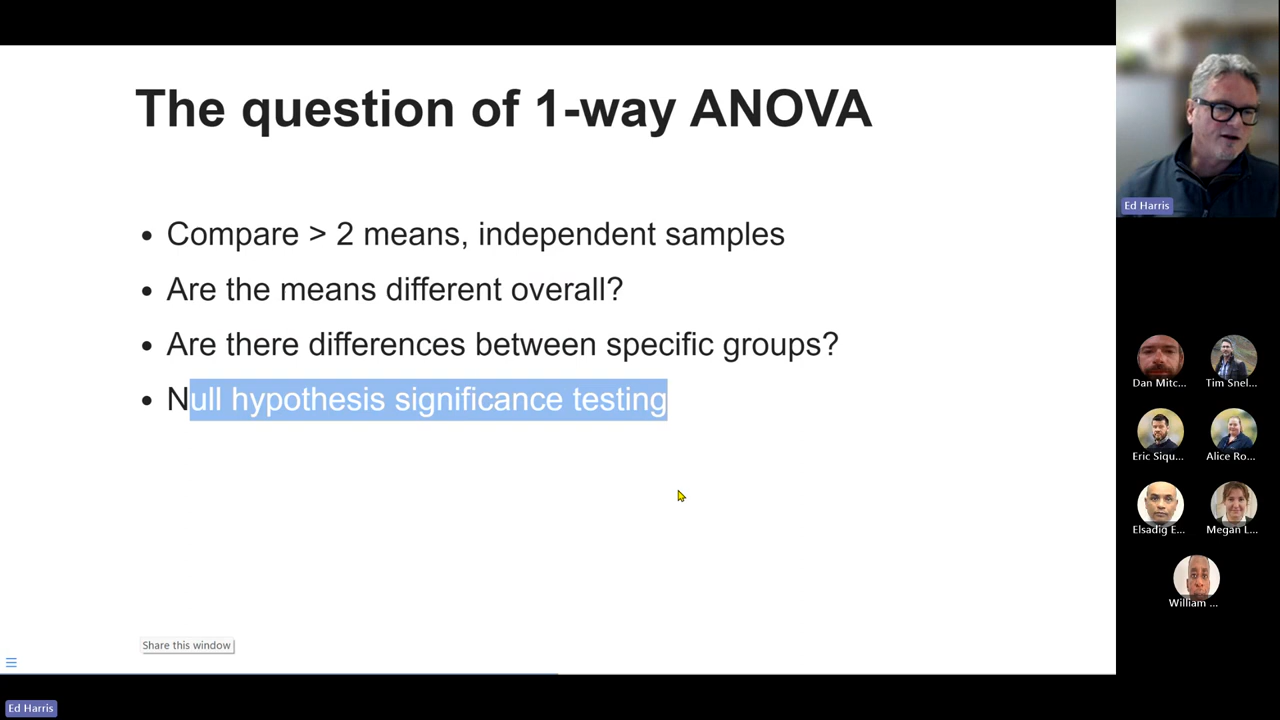 The question of 1-way ANOVA
• Compare > 2 means, independent samples
• Are the means different overall?
• Are there differences between specific groups?
• Null hypothesis significance testing
Share this window
Ed Harris
Ed Harris
Dan Mitc...
Tim Snel...
Eric Siqu...
Alice Ro...
Elsadig E...
Megan L...
William ...